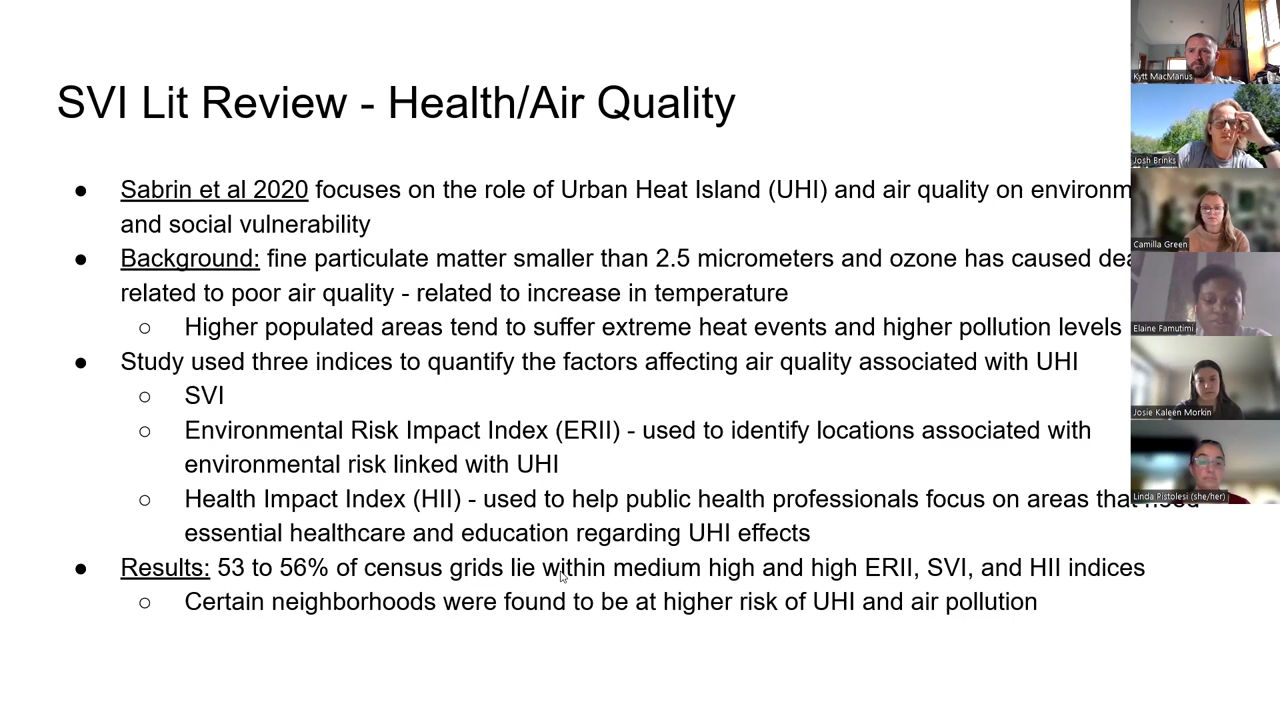 SVI Lit Review - Health/Air Quality
● Sabrin et al 2020 focuses on the role of Urban Heat Island (UHI) and air quality on environm
and social vulnerability
● Background: fine particulate matter smaller than 2.5 micrometers and ozone has caused dea
related to poor air quality - related to increase in temperature
○ Higher populated areas tend to suffer extreme heat events and higher pollution levels
● Study used three indices to quantify the factors affecting air quality associated with UHI
○ SVI
○ Environmental Risk Impact Index (ERII) - used to identify locations associated with
environmental risk linked with UHI
○ Health Impact Index (HII) - used to help public health professionals focus on areas that need
essential healthcare and education regarding UHI effects
● Results: 53 to 56% of census grids lie within medium high and high ERII, SVI, and HII indices
○ Certain neighborhoods were found to be at higher risk of UHI and air pollution
Kytt MacManus
Josh Brinks
Camilla Green
Elaine Famutimi
Josie Kaleen Morkin
Linda Pistolesi (she/her)